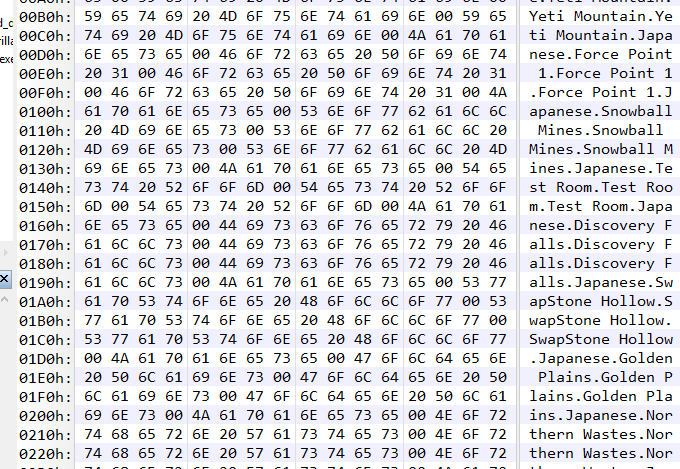 d_c
rilla
exe
00B0h: 59 65 74 69 20 4D 6F 75 6E 74 61 69 6E 00 59 65 Yeti Mountain.Ye
00C0h: 74 69 20 4D 6F 75 6E 74 61 69 6E 00 4A 61 70 61 ti Mountain.Japa
00D0h: 6E 65 73 65 00 46 6F 72 63 65 20 50 6F 69 6E 74 nese.Force Point
00E0h: 20 31 00 46 6F 72 63 65 20 50 6F 69 6E 74 20 31 1.Force Point 1
00F0h: 00 46 6F 72 63 65 20 50 6F 69 6E 74 20 31 00 4A .Force Point 1.J
0100h: 61 70 61 6E 65 73 65 00 53 6E 6F 77 62 61 6C 6C apanese.Snowball
0110h: 20 4D 69 6E 65 73 00 53 6E 6F 77 62 61 6C 6C 20 Mines.Snowball
0120h: 4D 69 6E 65 73 00 53 6E 6F 77 62 61 6C 6C 20 4D Mines.Snowball M
0130h: 69 6E 65 73 00 4A 61 70 61 6E 65 73 65 00 54 65 ines.Japanese.Te
0140h: 73 74 20 52 6F 6F 6D 00 54 65 73 74 20 52 6F 6F st Room.Test Roo
0150h: 6D 00 54 65 73 74 20 52 6F 6F 6D 00 4A 61 70 61 m.Test Room.Japa
0160h: 6E 65 73 65 00 44 69 73 63 6F 76 65 72 79 20 46 nese.Discovery F
0170h: 61 6C 6C 73 00 44 69 73 63 6F 76 65 72 79 20 46 alls.Discovery F
0180h: 61 6C 6C 73 00 44 69 73 63 6F 76 65 72 79 20 46 alls.Discovery F
0190h: 61 6C 6C 73 00 4A 61 70 61 6E 65 73 65 00 53 77 alls.Japanese.Sw
01A0h: 61 70 53 74 6F 6E 65 20 48 6F 6C 6C 6F 77 00 53 apStone Hollow.S
01B0h: 77 61 70 53 74 6F 6E 65 20 48 6F 6C 6C 6F 77 00 wapStone Hollow.
01C0h: 53 77 61 70 53 74 6F 6E 65 20 48 6F 6C 6C 6F 77 SwapStone Hollow
01D0h: 00 4A 61 70 61 6E 65 73 65 00 47 6F 6C 64 65 6E .Japanese.Golden
01E0h: 20 50 6C 61 69 6E 73 00 47 6F 6C 64 65 6E 20 50 Plains.Golden P
01F0h: 6C 61 69 6E 73 00 47 6F 6C 64 65 6E 20 50 6C 61 lains.Golden Pla
0200h: 69 6E 73 00 4A 61 70 61 6E 65 73 65 00 4E 6F 72 ins.Japanese.Nor
0210h: 74 68 65 72 6E 20 57 61 73 74 65 73 00 4E 6F 72 thern Wastes.Nor
0220h: 74 68 65 72 6E 20 57 61 73 74 65 73 00 4E 6F 72 thern Wastes.Nor